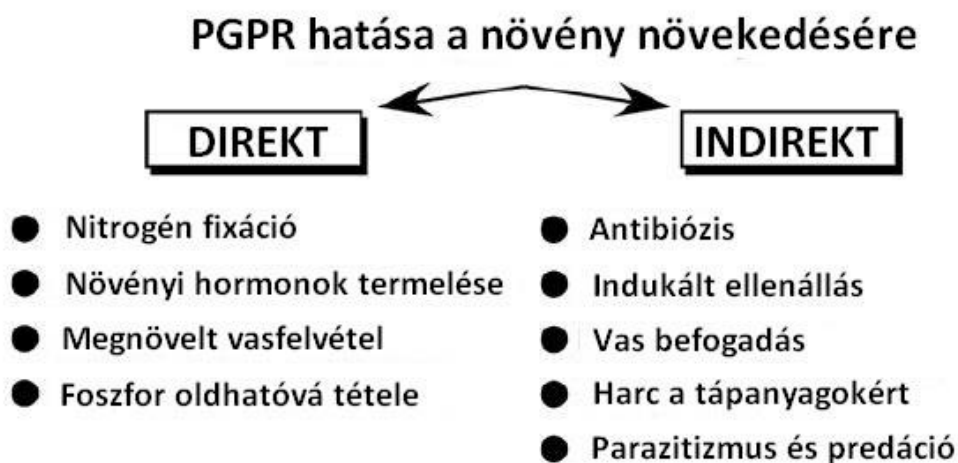 PGPR hatása a növény növekedésére
DIREKT
● Nitrogén fixáció
● Növényi hormonok termelése
● Megnövelt vasfelvétel
● Foszfor oldhatóvá tétele
INDIREKT
● Antibiózis
● Indukált ellenállás
● Vas befogadás
● Harc a tápanyagokért
● Parazitizmus és predáció